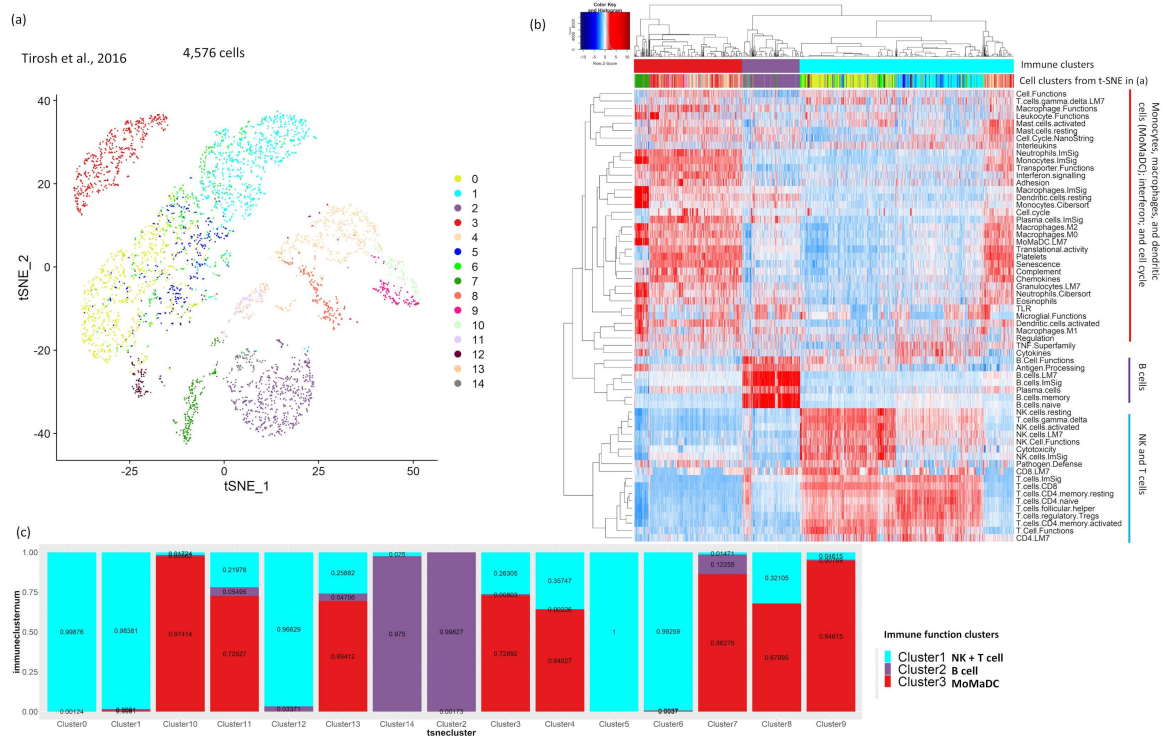 (a)
Tirosh et al., 2016
4,576 cells
40
20
0
-20
-40
-25
0
25
50
tSNE_1
tSNE_2
0
1
2
3
4
5
6
7
8
9
10
11
12
13
14
(b)
Color Key
and Histogram
Row Z-Score
Immune clusters
Cell clusters from t-SNE in (a)
Cell.Functions
T.cells.gamma.delta.LM7
Macrophage.Functions
Leukocyte.Functions
Mast.cells.activated
Mast.cells.resting
Cell.Cycle.NanoString
Interleukins
Neutrophils.ImSig
Monocytes.ImSig
Transporter.Functions
Interferon.signalling
Adhesion
Macrophages.ImSig
Dendritic.cells.resting
Monocytes.Cibersort
Cell.cycle
Plasma.cells.ImSig
Macrophages.M2
Macrophages.M0
MoMaDC.LM7
Translational.activity
Platelets
Senescence
Complement
Chemokines
Granulocytes.LM7
Neutrophils.Cibersort
Eosinophils
TLR
Microglial.Functions
Dendritic.cells.activated
Macrophages.M1
Regulation
TNF.Superfamily
Cytokines
B.Cell.Functions
Antigen.Processing
B.cells.LM7
B.cells.ImSig
Plasma.cells
B.cells.memory
B.cells.naive
NK.cells.resting
T.cells.gamma.delta
NK.cells.activated
NK.cells.LM7
NK.Cell.Functions
Cytotoxicity
NK.cells.ImSig
Pathogen.Defense
CD8.LM7
T.cells.ImSig
T.cells.CD8
T.cells.CD4.memory.resting
T.cells.CD4.naive
T.cells.follicular.helper
T.cells.regulatory.Tregs
T.cells.CD4.memory.activated
T.Cell.Functions
CD4.LM7
Monocytes, macrophages, and dendritic
cells (MoMaDC); interferon; and cell cycle
B cells
NK and T cells
(c)
immuneclusternum
1.00
0.75
0.50
0.25
0.00
0.99876
0.00124
0.98381
0.0081
0.01724
0.97414
0.21978
0.05495
0.72527
0.96629
0.03371
0.25882
0.04706
0.69412
0.025
0.975
0.99827
0.00173
0.26305
0.00803
0.72892
0.35747
0.00226
0.64027
1
0.99259
0.0037
0.01471
0.12255
0.86275
0.32105
0.67895
0.04615
0.00769
0.94615
Cluster0
Cluster1
Cluster10
Cluster11
Cluster12
Cluster13
Cluster14
Cluster2
Cluster3
Cluster4
Cluster5
Cluster6
Cluster7
Cluster8
Cluster9
tsnecluster
Immune function clusters
Cluster1 NK + T cell
Cluster2 B cell
Cluster3 MoMaDC